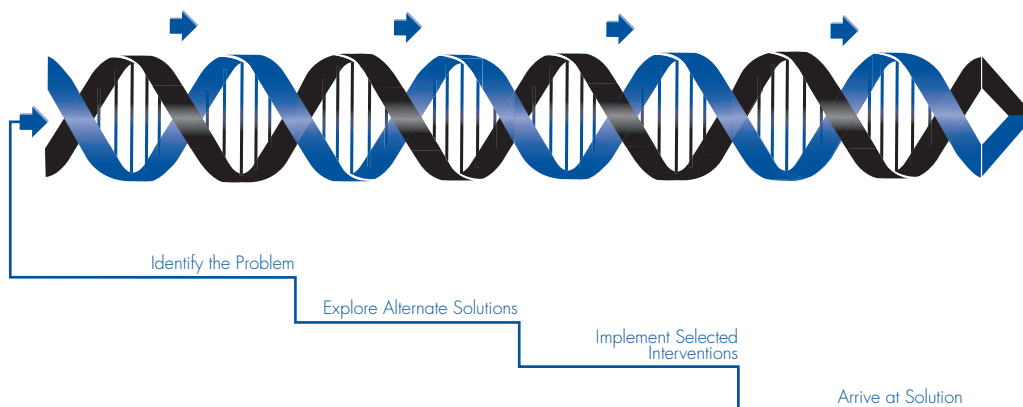 Identify the Problem
Explore Alternate Solutions
Implement Selected
Interventions
Arrive at Solution